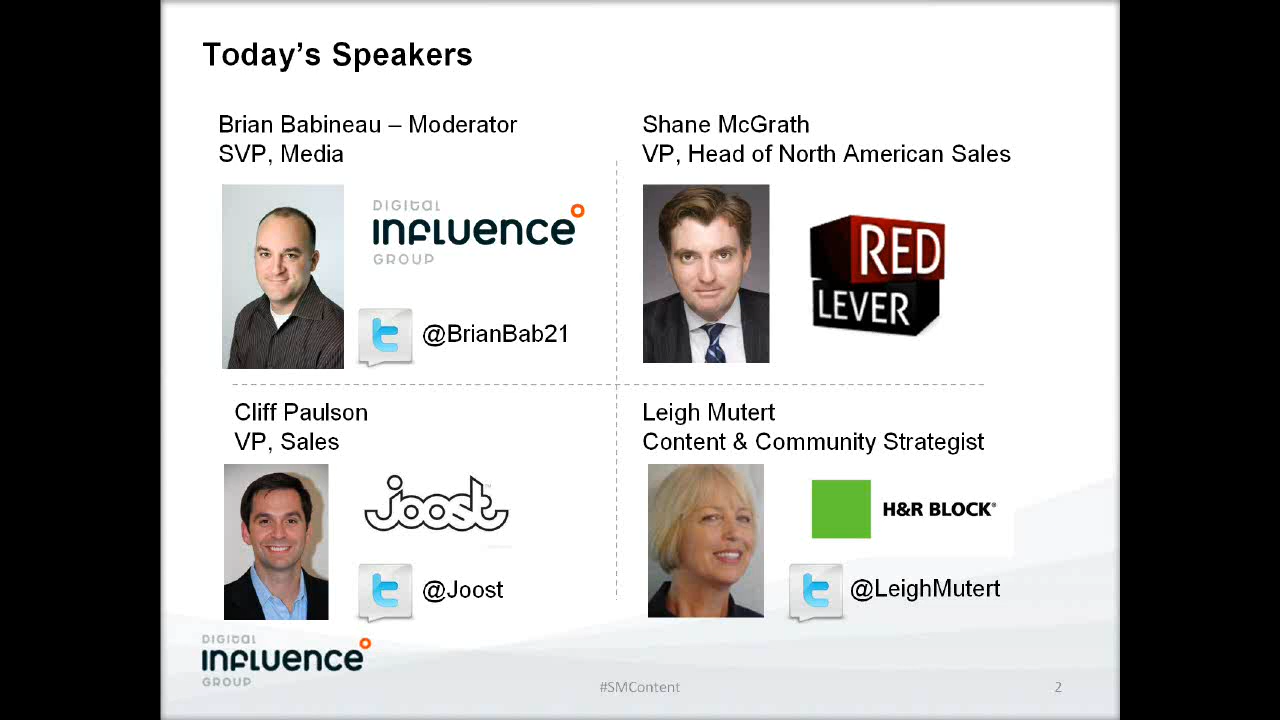 Today's Speakers
Brian Babineau – Moderator
SVP, Media
DIGITAL
INFLUENCE
GROUP
@BrianBab21
Shane McGrath
VP, Head of North American Sales
RED
LEVER
Cliff Paulson
VP, Sales
Joost™
@Joost
Leigh Mutert
Content & Community Strategist
H&R BLOCK®
@LeighMutert
DIGITAL
INFLUENCE
GROUP
#SMContent
2